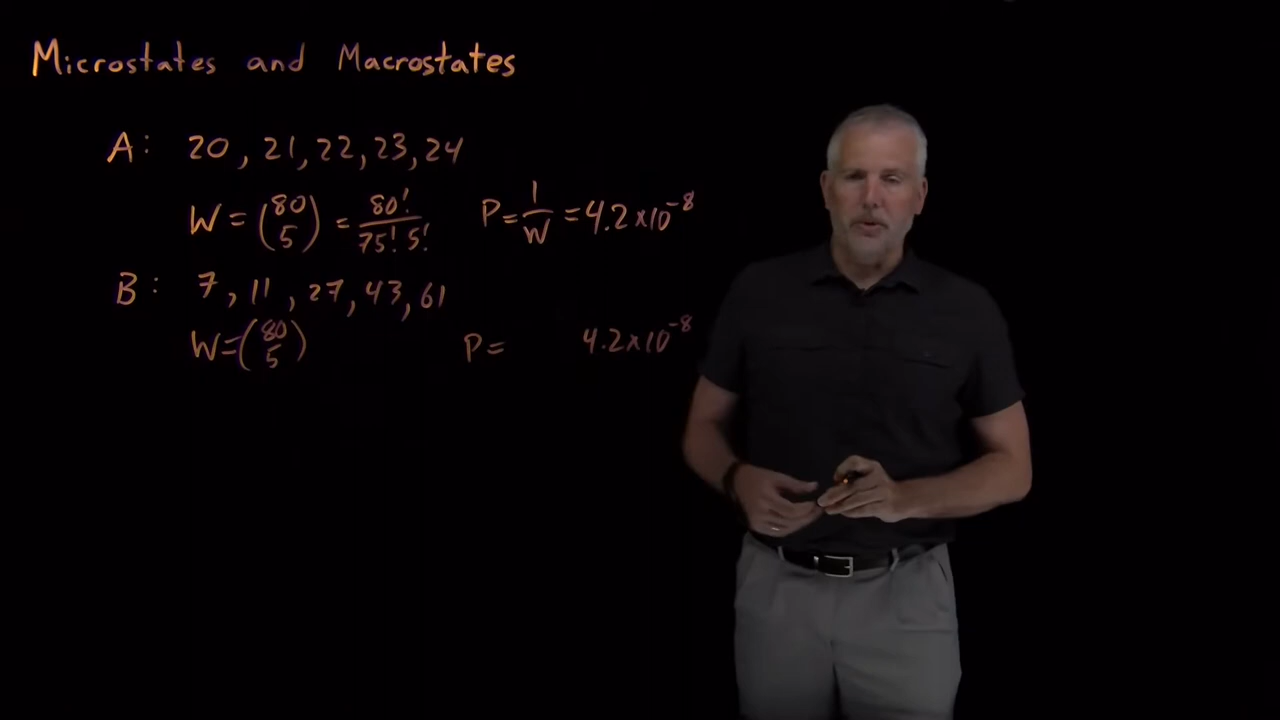 Microstates and Macrostates
A: 20, 21, 22, 23, 24
W = (80 5) = 80! / 75! 5! P = 1/W = 4.2 × 10⁻⁸
B: 7, 11, 27, 43, 61
W = (80 5) P = 4.2 × 10⁻⁸